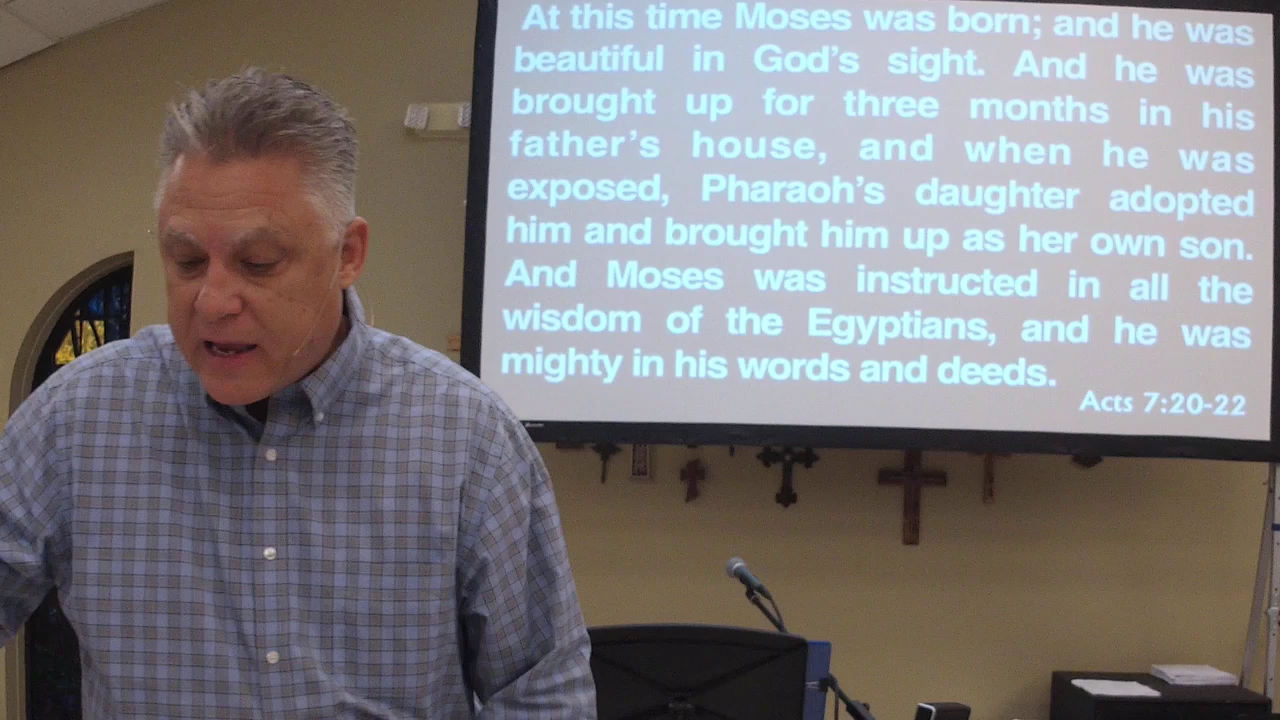 At this time Moses was born; and he was
beautiful in God's sight. And he was
brought up for three months in his
father's house, and when he was
exposed, Pharaoh's daughter adopted
him and brought him up as her own son.
And Moses was instructed in all the
wisdom of the Egyptians, and he was
mighty in his words and deeds.
Acts 7:20-22